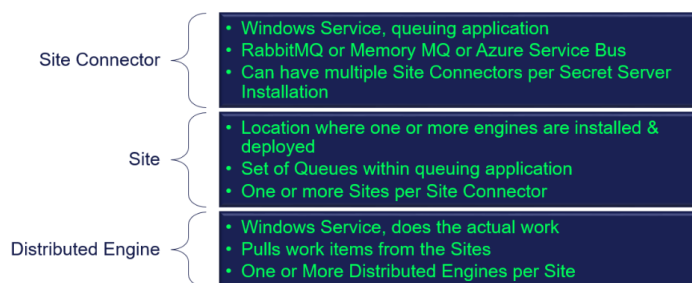 Site Connector
• Windows Service, queuing application
• RabbitMQ or Memory MQ or Azure Service Bus
• Can have multiple Site Connectors per Secret Server
Installation
Site
• Location where one or more engines are installed &
deployed
• Set of Queues within queuing application
• One or more Sites per Site Connector
Distributed Engine
• Windows Service, does the actual work
• Pulls work items from the Sites
• One or More Distributed Engines per Site